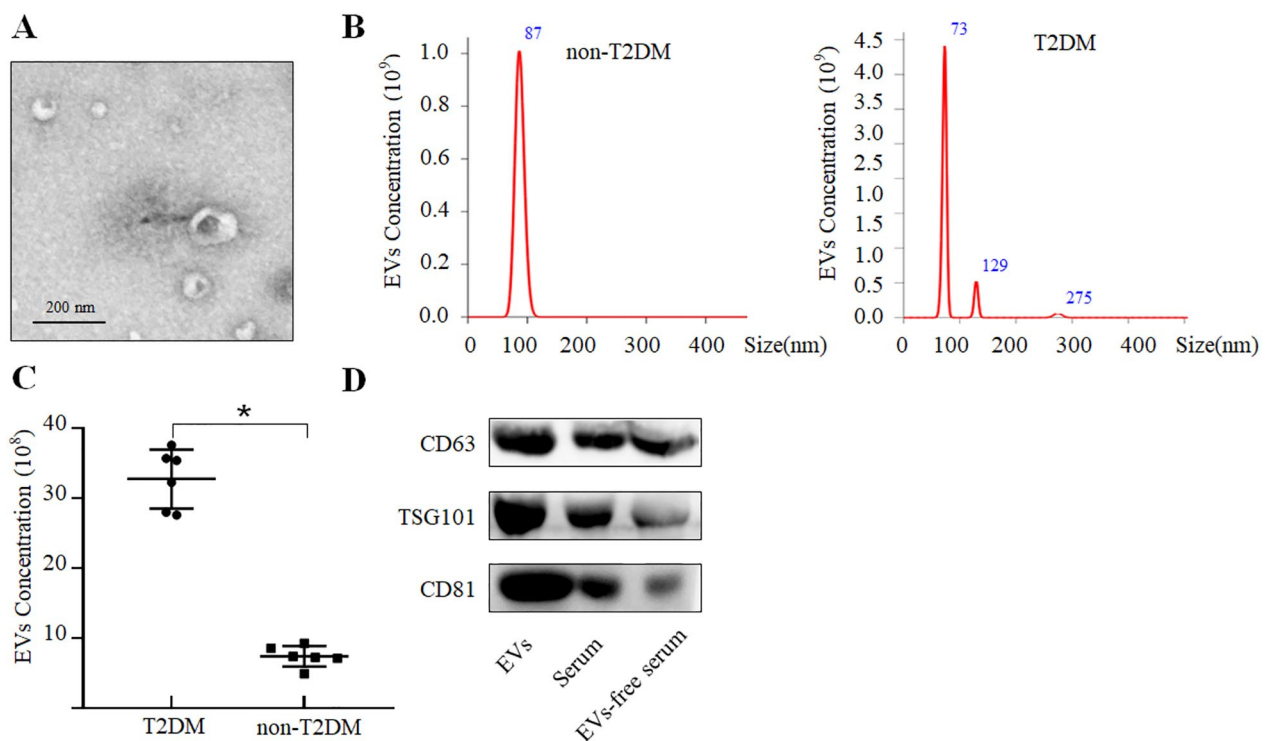 A
200 nm
B
EVs Concentration (10⁹)
1.0
0.8
0.6
0.4
0.2
0.0
87
non-T2DM
0 100 200 300 400 Size(nm)
EVs Concentration (10⁹)
4.5
4.0
3.5
3.0
2.5
1.0
1.5
1.0
0.5
0.0
73
T2DM
129
275
0 100 200 300 400 Size(nm)
C
EVs Concentration (10⁸)
40
30
20
10
*
T2DM non-T2DM
D
CD63
TSG101
CD81
EVs
Serum
EVs-free serum